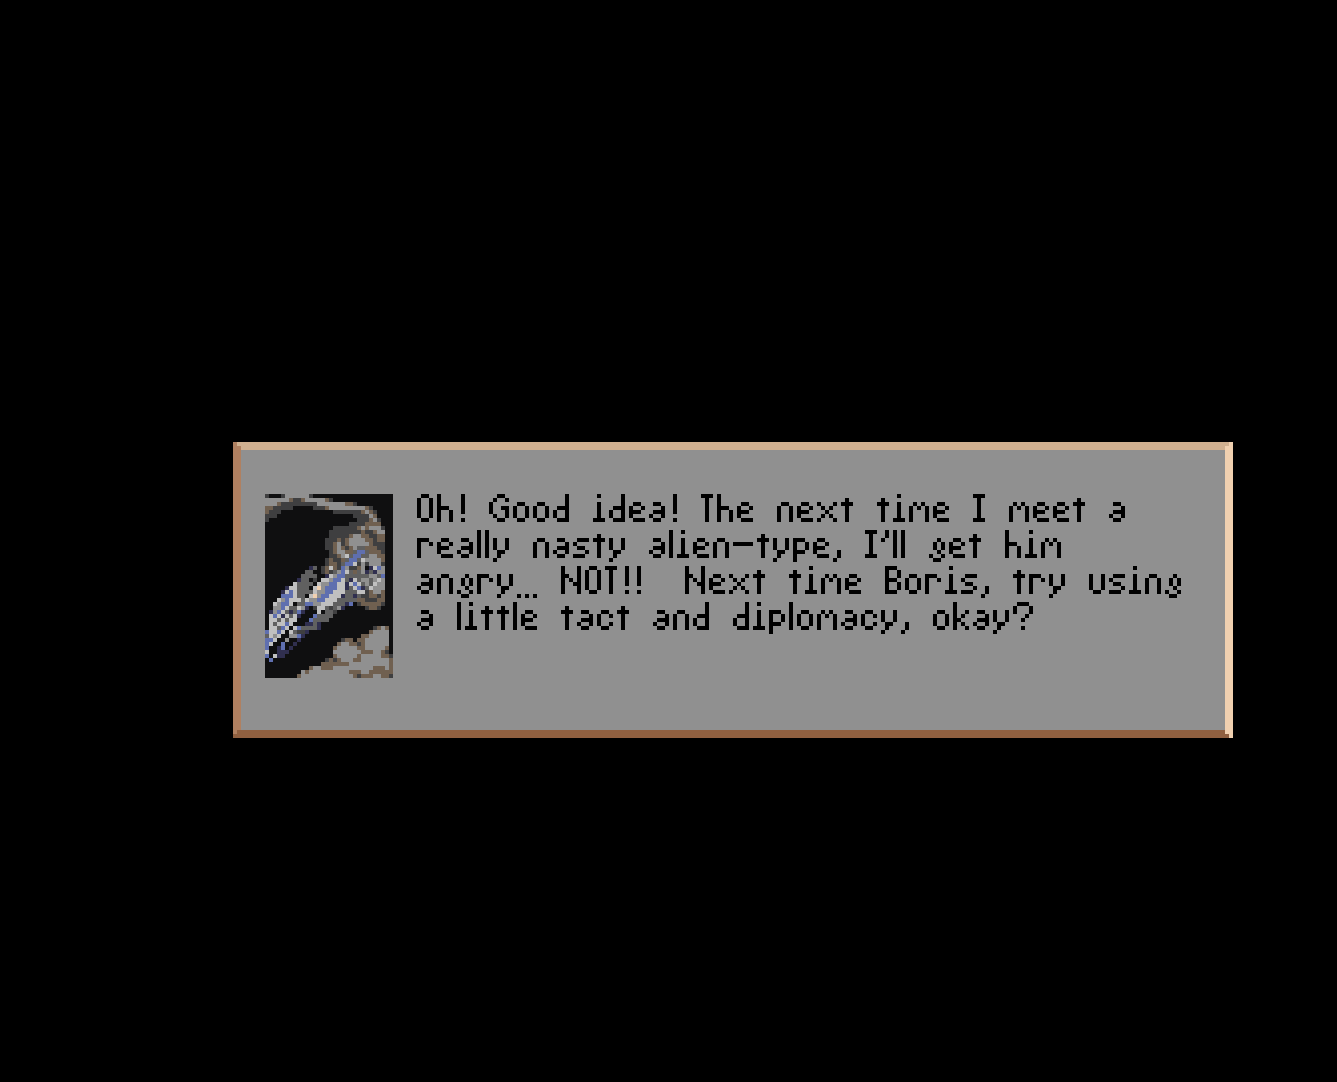 Oh! Good idea! The next time I meet a
really nasty alien-type, I'll get him
angry... NOT!!  Next time Boris, try using
a little tact and diplomacy, okay?